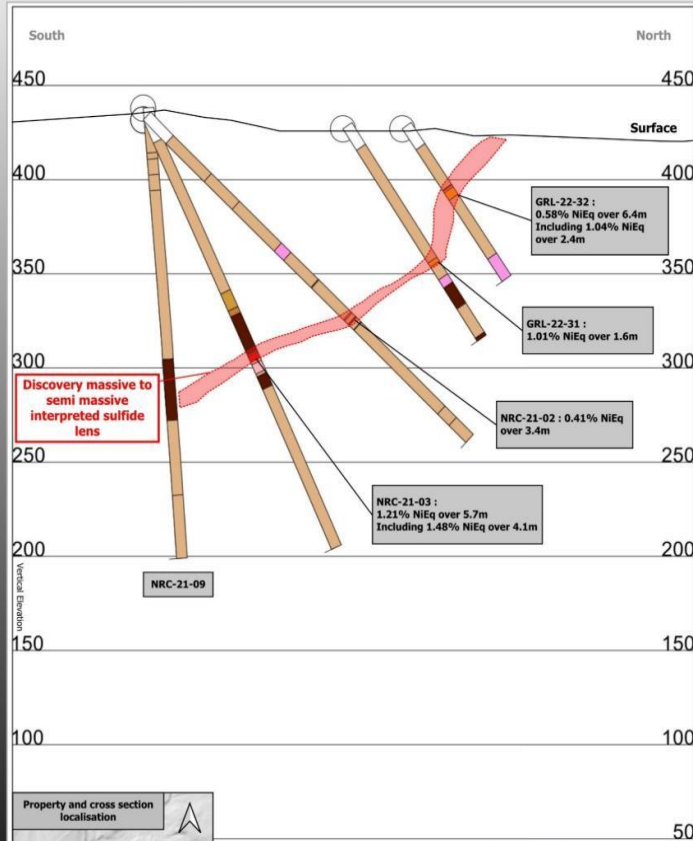 South
North
450
450
Surface
400
400
GRL-22-32 :
0.58% NiEq over 6.4m
Including 1.04% NiEq
over 2.4m
350
350
GRL-22-31 :
1.01% NiEq over 1.6m
300
300
Discovery massive to
semi massive
interpreted sulfide
lens
NRC-21-02 : 0.41% NiEq
over 3.4m
250
250
NRC-21-03 :
1.21% NiEq over 5.7m
Including 1.48% NiEq over 4.1m
200
200
Vertical Elevation
NRC-21-09
150
150
100
100
Property and cross section
localisation
50